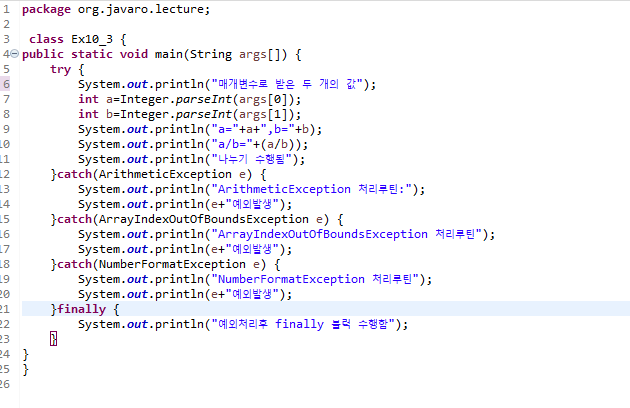 1 package org.javaro.lecture;
2
3 class Ex10_3 {
4 public static void main(String args[]) {
5 try {
6 System.out.println("매개변수로 받은 두 개의 값");
7 int a=Integer.parseInt(args[0]);
8 int b=Integer.parseInt(args[1]);
9 System.out.println("a="+a+",b="+b);
10 System.out.println("a/b="+(a/b));
11 System.out.println("나누기 수행됨");
12 }catch(ArithmeticException e) {
13 System.out.println("ArithmeticException 처리루틴:");
14 System.out.println(e+"예외발생");
15 }catch(ArrayIndexOutOfBoundsException e) {
16 System.out.println("ArrayIndexOutOfBoundsException 처리루틴");
17 System.out.println(e+"예외발생");
18 }catch(NumberFormatException e) {
19 System.out.println("NumberFormatException 처리루틴");
20 System.out.println(e+"예외발생");
21 }finally {
22 System.out.println("예외처리후 finally 블럭 수행함");
23 }
24 }
25 }
26